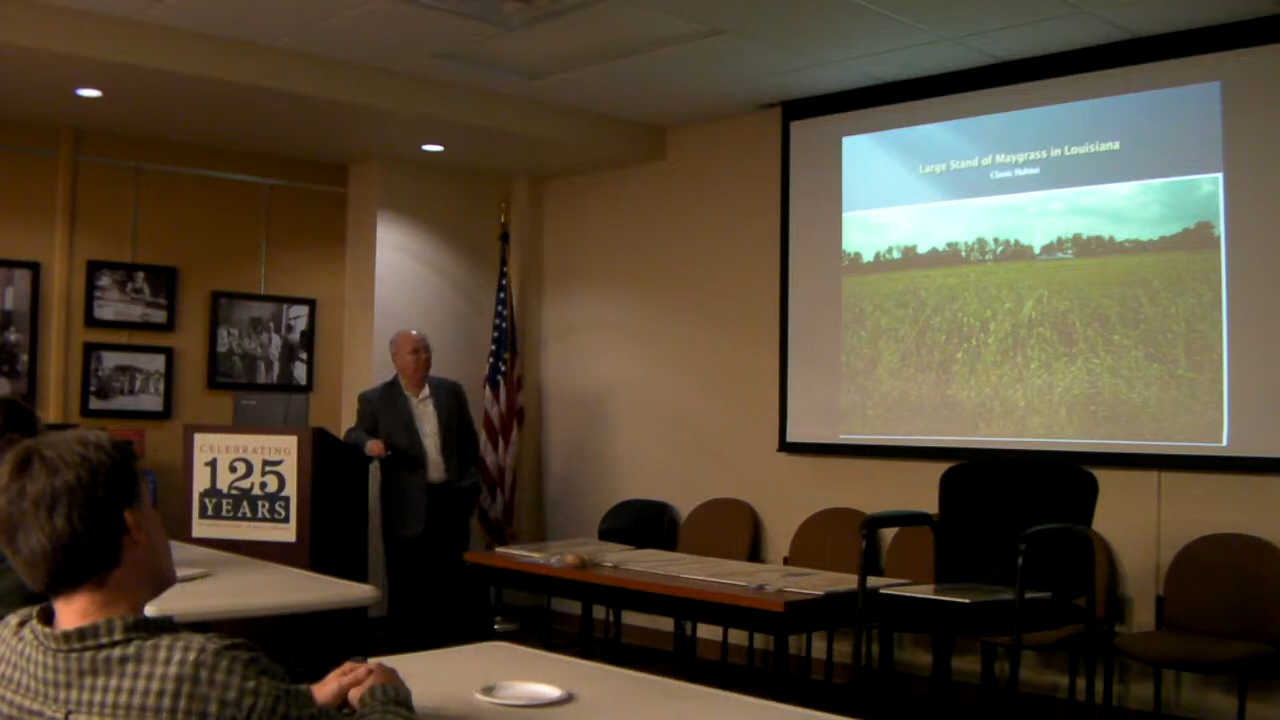 Large Stand of Maygrass in Louisiana
Classic Habitat
CELEBRATING
125
YEARS